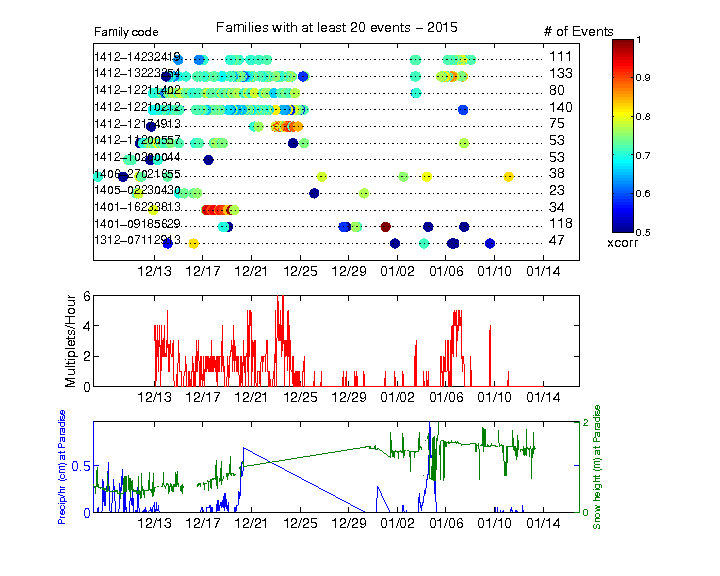 Families with at least 20 events − 2015
Family code
# of Events
1412−14232419 111
1412−13223354 133
1412−12211402 80
1412−12210212 140
1412−12174913 75
1412−11200557 53
1412−10200044 53
1406−27021655 38
1405−02230430 23
1401−16233813 34
1401−09185629 118
1312−07112913 47
12/13 12/17 12/21 12/25 12/29 01/02 01/06 01/10 01/14
1
0.9
0.8
0.7
0.6
0.5
xcorr
Multiplets/Hour
6
4
2
0
12/13 12/17 12/21 12/25 12/29 01/02 01/06 01/10 01/14
Precip/hr (cm) at Paradise
0.5
0
2
1
0
Snow height (m) at Paradise
12/13 12/17 12/21 12/25 12/29 01/02 01/06 01/10 01/14